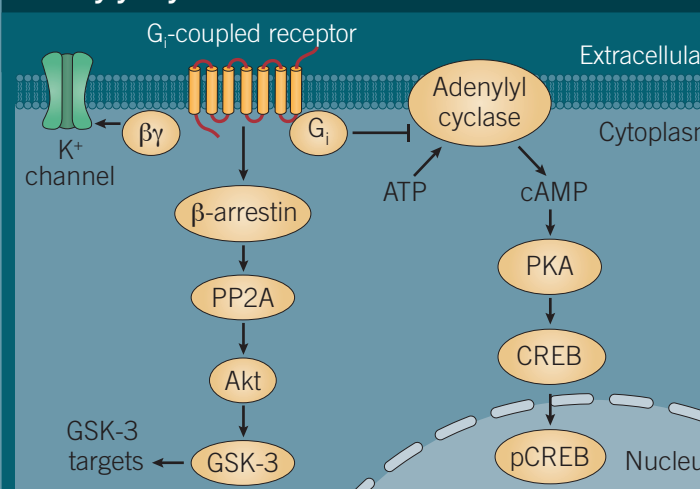 Gi-coupled receptor
Extracellula
βγ
Gi
Adenylyl
cyclase
Cytoplasr
K+
channel
ATP
cAMP
β-arrestin
PKA
PP2A
CREB
Akt
GSK-3
targets
GSK-3
pCREB
Nucleu